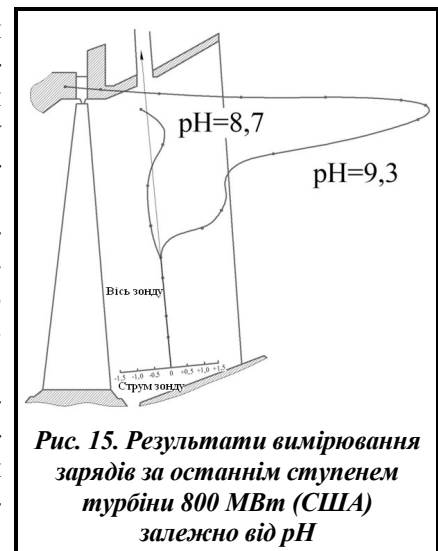 pH=8,7
pH=9,3
Вісь зонду
-1,5 -1,0 -0,5 0 +0,5 +1,0 +1,5
Струм зонду
Рис. 15. Результати вимірювання
зарядів за останнім ступенем
турбіни 800 МВт (США)
залежно від pH